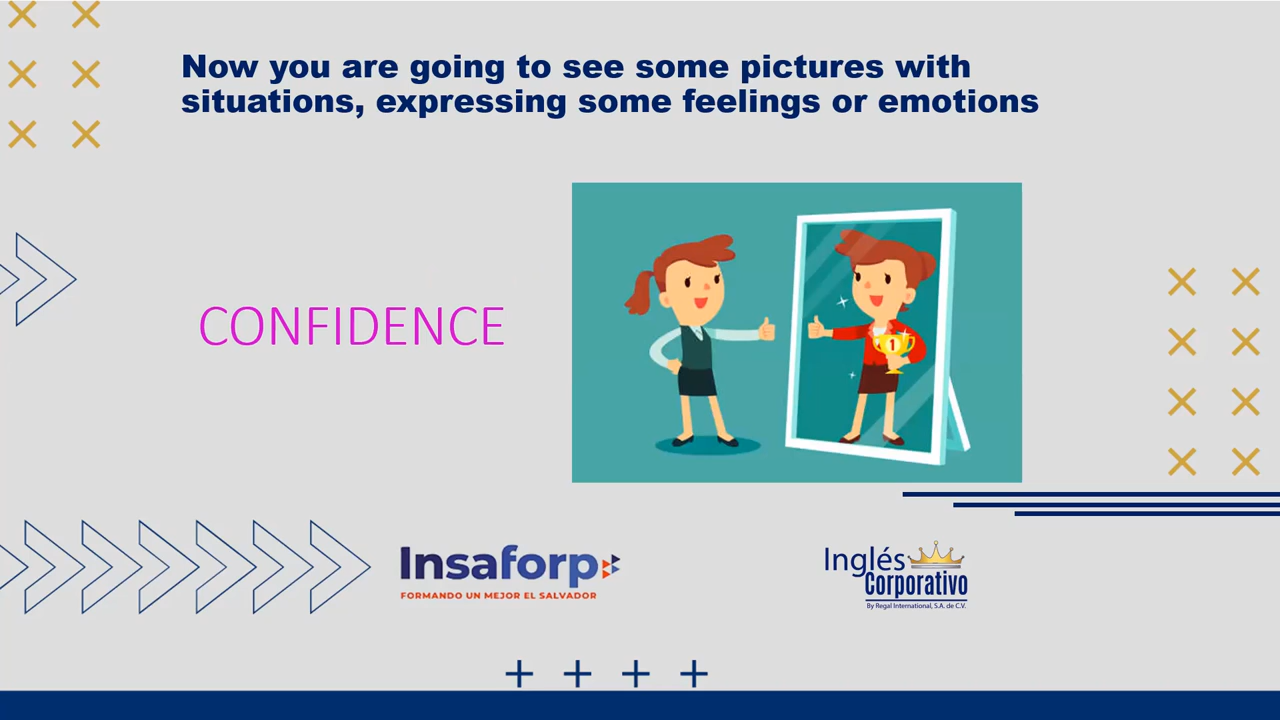 Now you are going to see some pictures with
situations, expressing some feelings or emotions
CONFIDENCE
1
Insaforp
FORMANDO UN MEJOR EL SALVADOR
Inglés
Corporativo
By Regal International, S.A. de C.V.